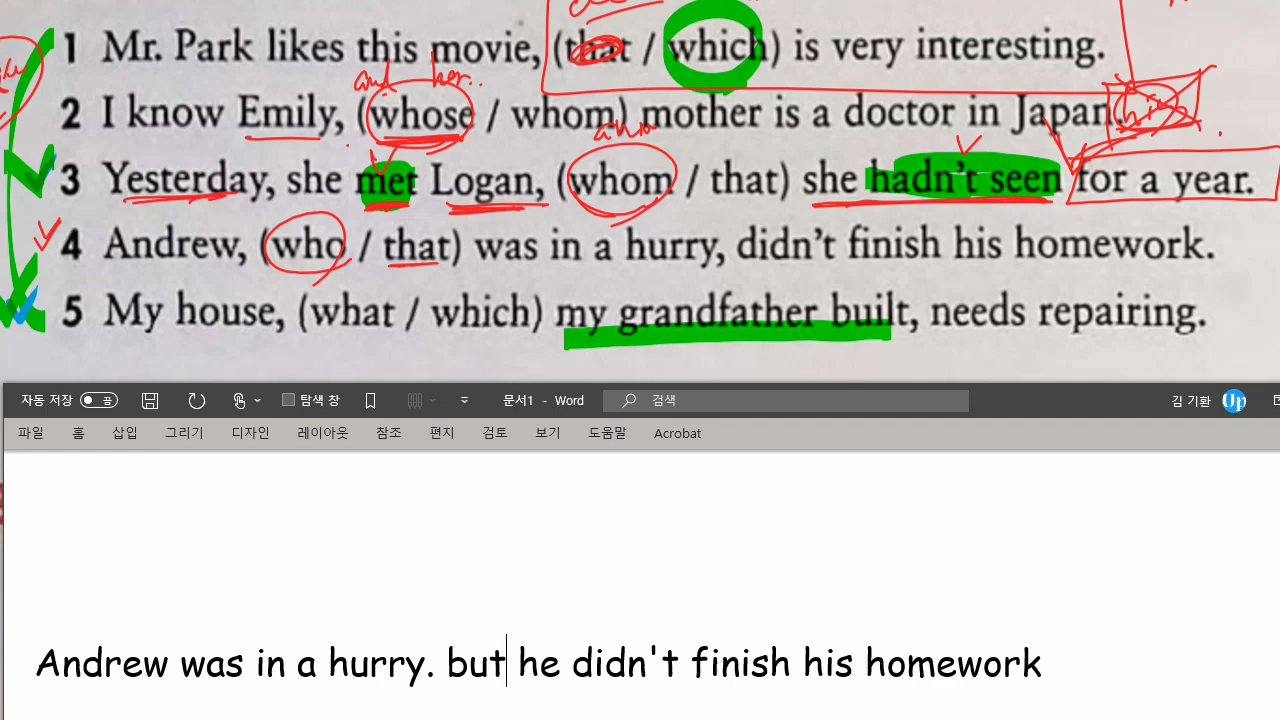 and her..
1 Mr. Park likes this movie, (that / which) is very interesting.
2 I know Emily, (whose / whom) mother is a doctor in Japan.
3 Yesterday, she met Logan, (whom / that) she hadn't seen for a year.
4 Andrew, (who / that) was in a hurry, didn't finish his homework.
5 My house, (what / which) my grandfather built, needs repairing.
자동 저장 끔 탐색 창 문서1 - Word 검색 김 기환 Up
파일 홈 삽입 그리기 디자인 레이아웃 참조 편지 검토 보기 도움말 Acrobat
Andrew was in a hurry. but he didn't finish his homework